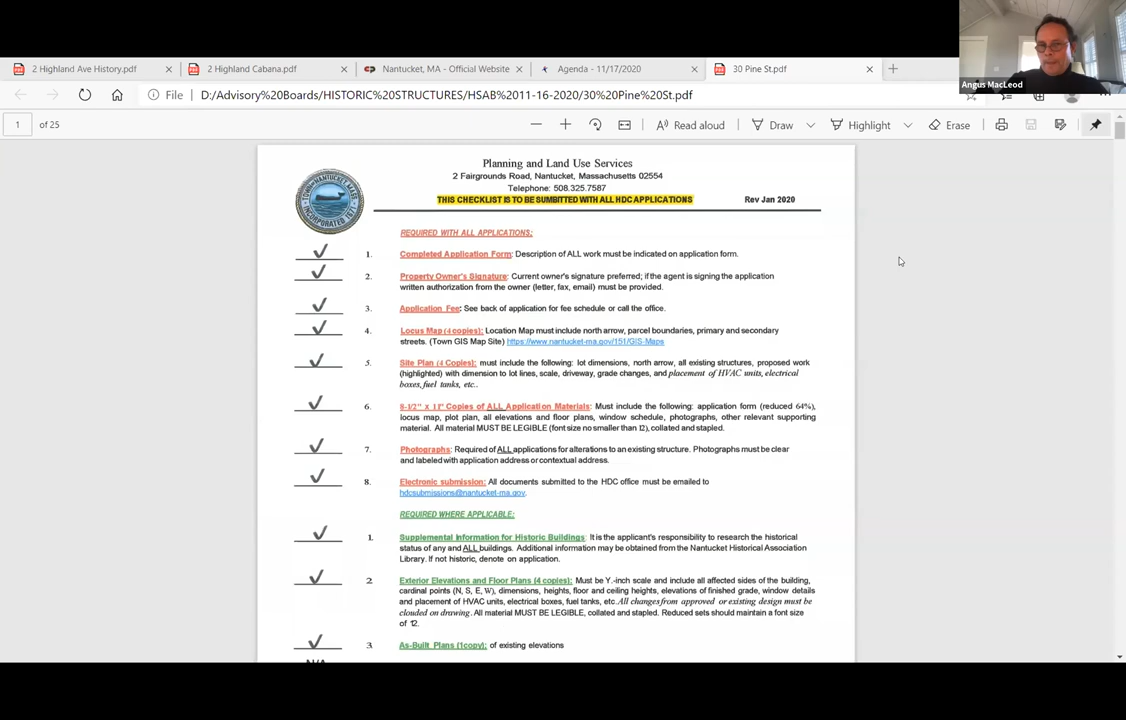 2 Highland Ave History.pdf
2 Highland Cabana.pdf
Nantucket, MA - Official Website
Agenda - 11/17/2020
30 Pine St.pdf
Angus MacLeod
File
D:/Advisory%20Boards/HISTORIC%20STRUCTURES/HSAB%2011-16-2020/30%20Pine%20St.pdf
1 of 25
Read aloud
Draw
Highlight
Erase
Planning and Land Use Services
2 Fairgrounds Road, Nantucket, Massachusetts 02554
Telephone: 508.325.7587
THIS CHECKLIST IS TO BE SUMBITTED WITH ALL HDC APPLICATIONS
Rev Jan 2020
REQUIRED WITH ALL APPLICATIONS:
1. Completed Application Form: Description of ALL work must be indicated on application form.
2. Property Owner's Signature: Current owner's signature preferred; if the agent is signing the application
written authorization from the owner (letter, fax, email) must be provided.
3. Application Fee: See back of application for fee schedule or call the office.
4. Locus Map (4 copies): Location Map must include north arrow, parcel boundaries, primary and secondary
streets. (Town GIS Map Site) https://www.nantucket-ma.gov/151/GIS-Maps
5. Site Plan (4 Copies): must include the following: lot dimensions, north arrow, all existing structures, proposed work
(highlighted) with dimension to lot lines, scale, driveway, grade changes, and placement of HVAC units, electrical
boxes, fuel tanks, etc..
6. 8-1/2" x 11" Copies of ALL Application Materials: Must include the following: application form (reduced 64%),
locus map, plot plan, all elevations and floor plans, window schedule, photographs, other relevant supporting
material. All material MUST BE LEGIBLE (font size no smaller than 12), collated and stapled.
7. Photographs: Required of ALL applications for alterations to an existing structure. Photographs must be clear
and labeled with application address or contextual address.
8. Electronic submission: All documents submitted to the HDC office must be emailed to
hdcsubmissions@nantucket-ma.gov.
REQUIRED WHERE APPLICABLE:
1. Supplemental Information for Historic Buildings: It is the applicant's responsibility to research the historical
status of any and ALL buildings. Additional information may be obtained from the Nantucket Historical Association
Library. If not historic, denote on application.
2. Exterior Elevations and Floor Plans (4 copies): Must be Y.-inch scale and include all affected sides of the building,
cardinal points (N, S, E, W), dimensions, heights, floor and ceiling heights, elevations of finished grade, window details
and placement of HVAC units, electrical boxes, fuel tanks, etc. All changes from approved or existing design must be
clouded on drawing. All material MUST BE LEGIBLE, collated and stapled. Reduced sets should maintain a font size
of 12.
3. As-Built Plans (1copy): of existing elevations